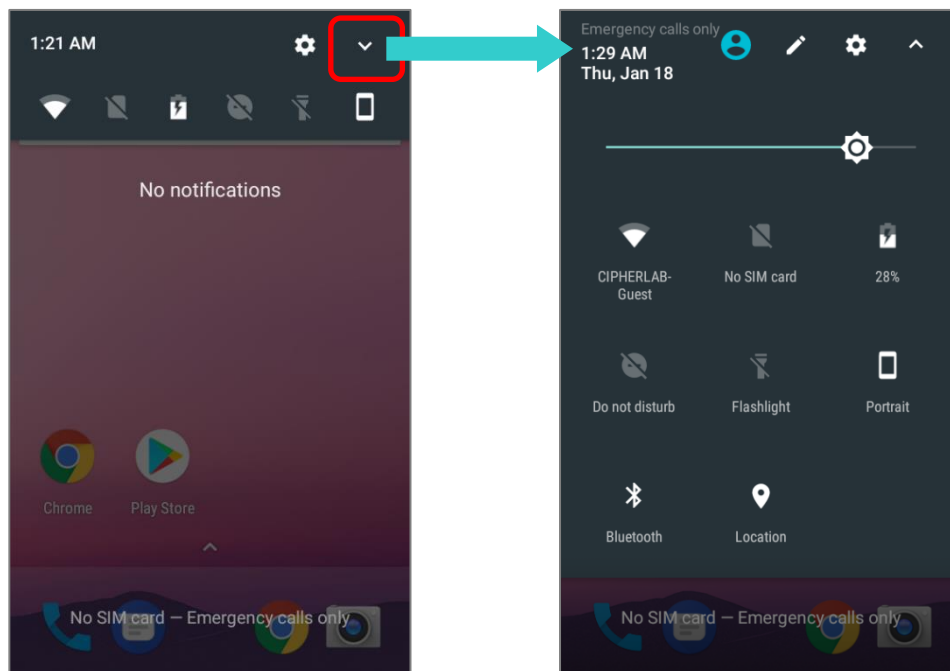 1:21 AM
No notifications
Chrome
Play Store
No SIM card — Emergency calls only
Emergency calls only
1:29 AM
Thu, Jan 18
CIPHERLAB-
Guest
No SIM card
28%
Do not disturb
Flashlight
Portrait
Bluetooth
Location
No SIM card — Emergency calls only